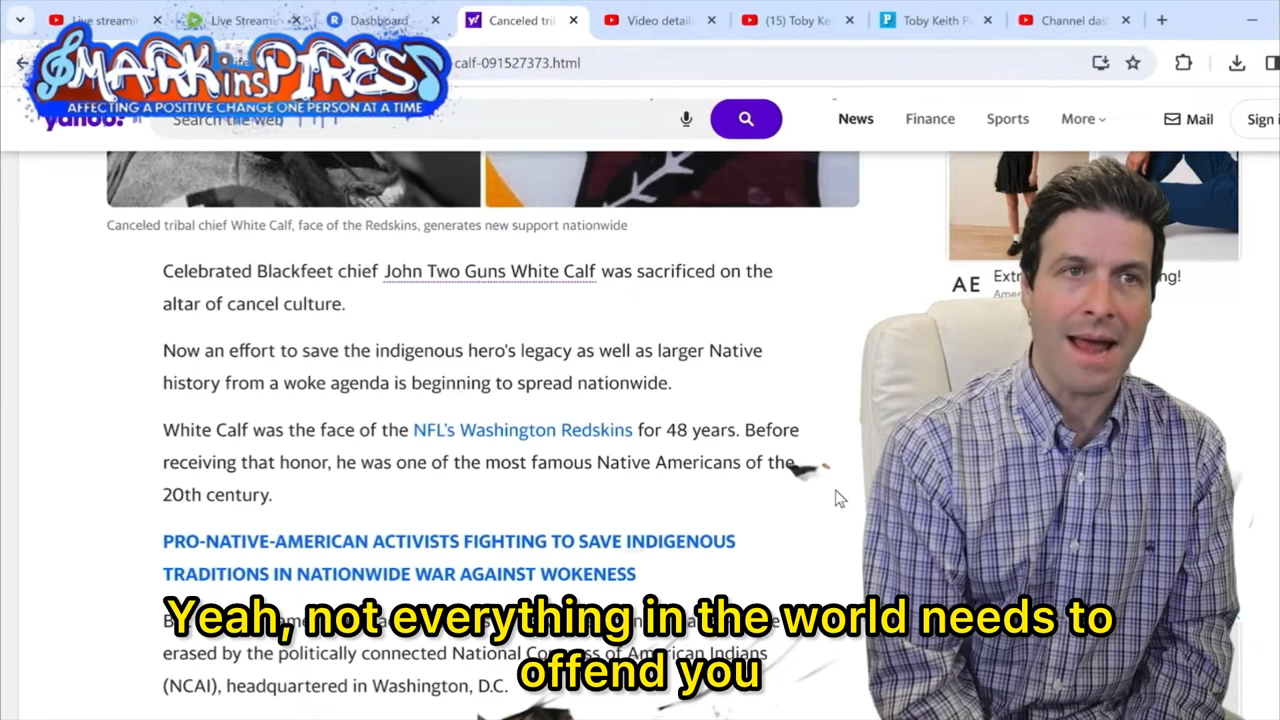 Live streamin
Live Stream
Dashboard
Canceled tri
Video detail
(15) Toby Ke
Toby Keith P
Channel das
MARK insPIRES
AFFECTING A POSITIVE CHANGE ONE PERSON AT A TIME
-calf-091527373.html
yahoo!
Search the web
News
Finance
Sports
More
Mail
Sign i
Canceled tribal chief White Calf, face of the Redskins, generates new support nationwide
Celebrated Blackfeet chief John Two Guns White Calf was sacrificed on the
altar of cancel culture.
AE
Now an effort to save the indigenous hero's legacy as well as larger Native
history from a woke agenda is beginning to spread nationwide.
White Calf was the face of the NFL's Washington Redskins for 48 years. Before
receiving that honor, he was one of the most famous Native Americans of the
20th century.
PRO-NATIVE-AMERICAN ACTIVISTS FIGHTING TO SAVE INDIGENOUS
TRADITIONS IN NATIONWIDE WAR AGAINST WOKENESS
Yeah, not everything in the world needs to
offend you
erased by the politically connected National of American Indians
(NCAI), headquartered in Washington, D.C.